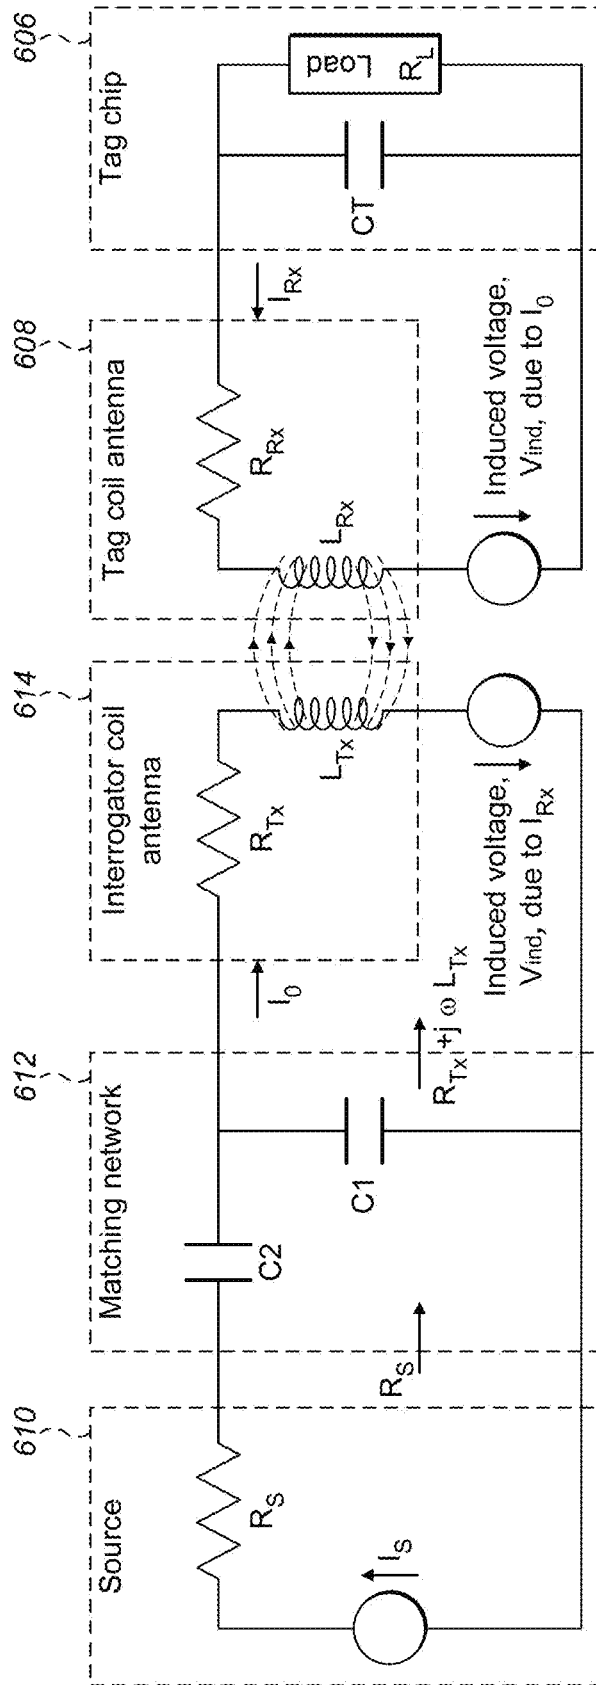 610
Source
R_S
I_S
612
Matching network
C2
C1
R_S
R_Tx +j ω L_Tx
614
Interrogator coil
antenna
I_0
R_Tx
L_Tx
Induced voltage,
V_ind, due to I_Rx
608
Tag coil antenna
R_Rx
L_Rx
I_Rx
Induced voltage,
V_ind, due to I_0
606
Tag chip
CT
Load
R_L